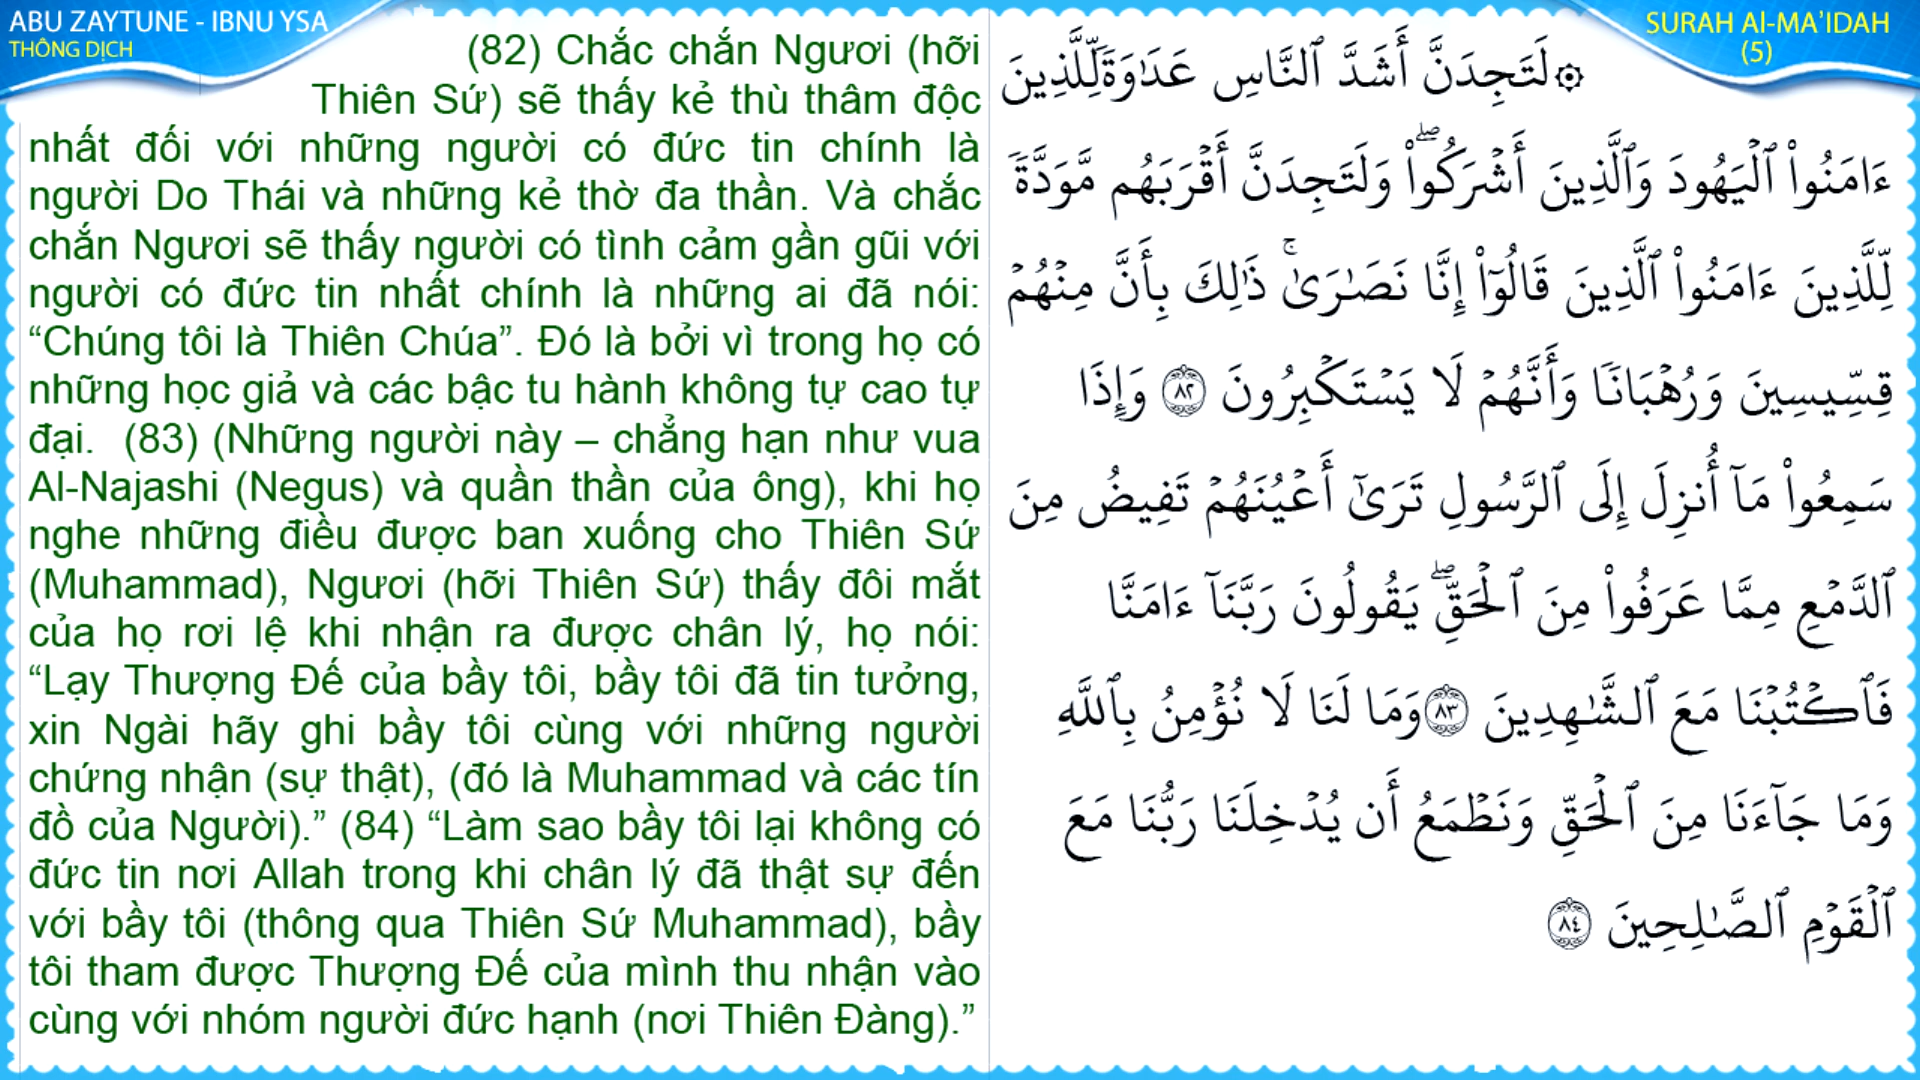 ABU ZAYTUNE - IBNU YSA
THÔNG DỊCH
(82) Chắc chắn Ngươi (hỡi
Thiên Sứ) sẽ thấy kẻ thù thâm độc
nhất đối với những người có đức tin chính là
người Do Thái và những kẻ thờ đa thần. Và chắc
chắn Ngươi sẽ thấy người có tình cảm gần gũi với
người có đức tin nhất chính là những ai đã nói:
“Chúng tôi là Thiên Chúa”. Đó là bởi vì trong họ có
những học giả và các bậc tu hành không tự cao tự
đại. (83) (Những người này – chẳng hạn như vua
Al-Najashi (Negus) và quần thần của ông), khi họ
nghe những điều được ban xuống cho Thiên Sứ
(Muhammad), Ngươi (hỡi Thiên Sứ) thấy đôi mắt
của họ rơi lệ khi nhận ra được chân lý, họ nói:
“Lạy Thượng Đế của bầy tôi, bầy tôi đã tin tưởng,
xin Ngài hãy ghi bầy tôi cùng với những người
chứng nhận (sự thật), (đó là Muhammad và các tín
đồ của Người).” (84) “Làm sao bầy tôi lại không có
đức tin nơi Allah trong khi chân lý đã thật sự đến
với bầy tôi (thông qua Thiên Sứ Muhammad), bầy
tôi tham được Thượng Đế của mình thu nhận vào
cùng với nhóm người đức hạnh (nơi Thiên Đàng).”
SURAH Al-MA’IDAH
(5)
۞لَتَجِدَنَّ أَشَدَّ ٱلنَّاسِ عَدَٰوَةٗ لِّلَّذِينَ
ءَامَنُواْ ٱلۡيَهُودَ وَٱلَّذِينَ أَشۡرَكُواْۖ وَلَتَجِدَنَّ أَقۡرَبَهُم مَّوَدَّةٗ
لِّلَّذِينَ ءَامَنُواْ ٱلَّذِينَ قَالُوٓاْ إِنَّا نَصَٰرَىٰۚ ذَٰلِكَ بِأَنَّ مِنۡهُمۡ
قِسِّيسِينَ وَرُهۡبَانٗا وَأَنَّهُمۡ لَا يَسۡتَكۡبِرُونَ ٨٢ وَإِذَا
سَمِعُواْ مَآ أُنزِلَ إِلَى ٱلرَّسُولِ تَرَىٰٓ أَعۡيُنَهُمۡ تَفِيضُ مِنَ
ٱلدَّمۡعِ مِمَّا عَرَفُواْ مِنَ ٱلۡحَقِّۖ يَقُولُونَ رَبَّنَآ ءَامَنَّا
فَٱكۡتُبۡنَا مَعَ ٱلشَّٰهِدِينَ ٨٣ وَمَا لَنَا لَا نُؤۡمِنُ بِٱللَّهِ
وَمَا جَآءَنَا مِنَ ٱلۡحَقِّ وَنَطۡمَعُ أَن يُدۡخِلَنَا رَبُّنَا مَعَ
ٱلۡقَوۡمِ ٱلصَّٰلِحِينَ ٨٤